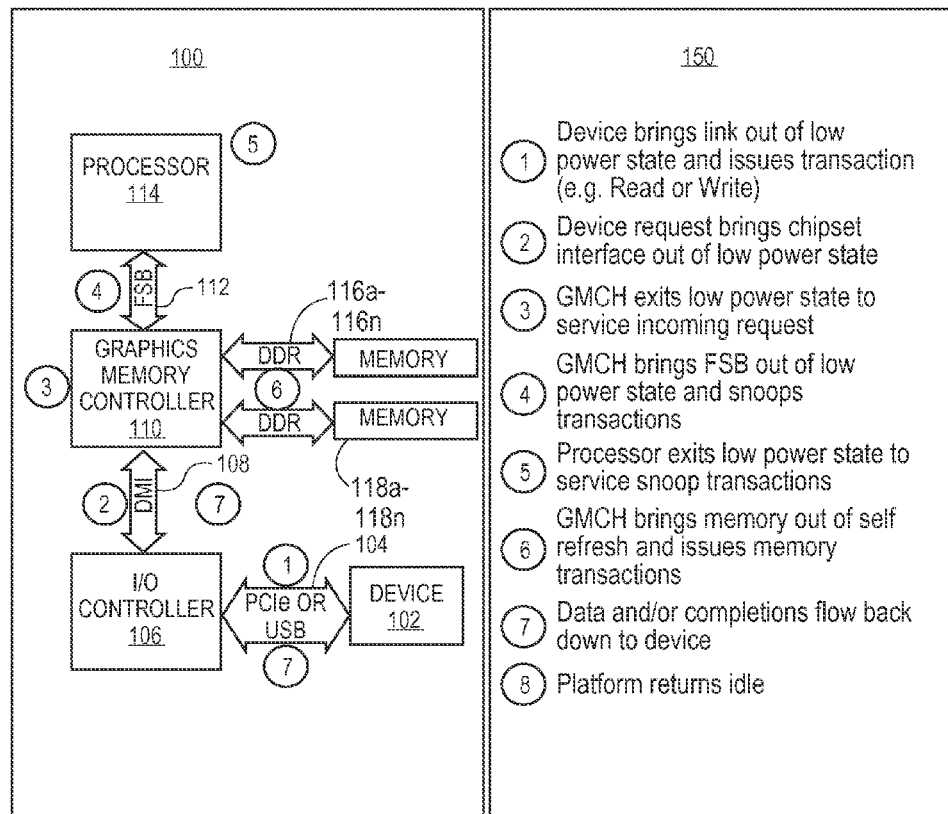 100
5
PROCESSOR
114
4
FSB
112
116a-
116n
GRAPHICS
MEMORY
CONTROLLER
110
3
DDR
MEMORY
6
DDR
MEMORY
108
2
DMI
7
118a-
118n
104
I/O
CONTROLLER
106
1
PCIe OR
USB
7
DEVICE
102
150
1 Device brings link out of low
power state and issues transaction
(e.g. Read or Write)
2 Device request brings chipset
interface out of low power state
3 GMCH exits low power state to
service incoming request
4 GMCH brings FSB out of low
power state and snoops
transactions
5 Processor exits low power state to
service snoop transactions
6 GMCH brings memory out of self
refresh and issues memory
transactions
7 Data and/or completions flow back
down to device
8 Platform returns idle